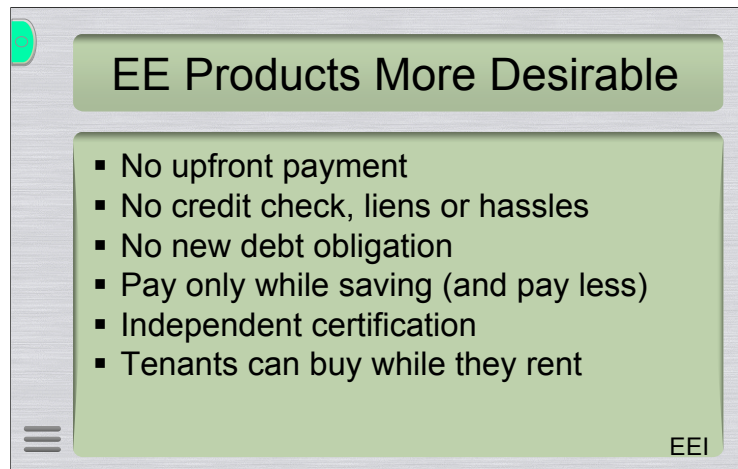 EE Products More Desirable
▪ No upfront payment
▪ No credit check, liens or hassles
▪ No new debt obligation
▪ Pay only while saving (and pay less)
▪ Independent certification
▪ Tenants can buy while they rent
EEI